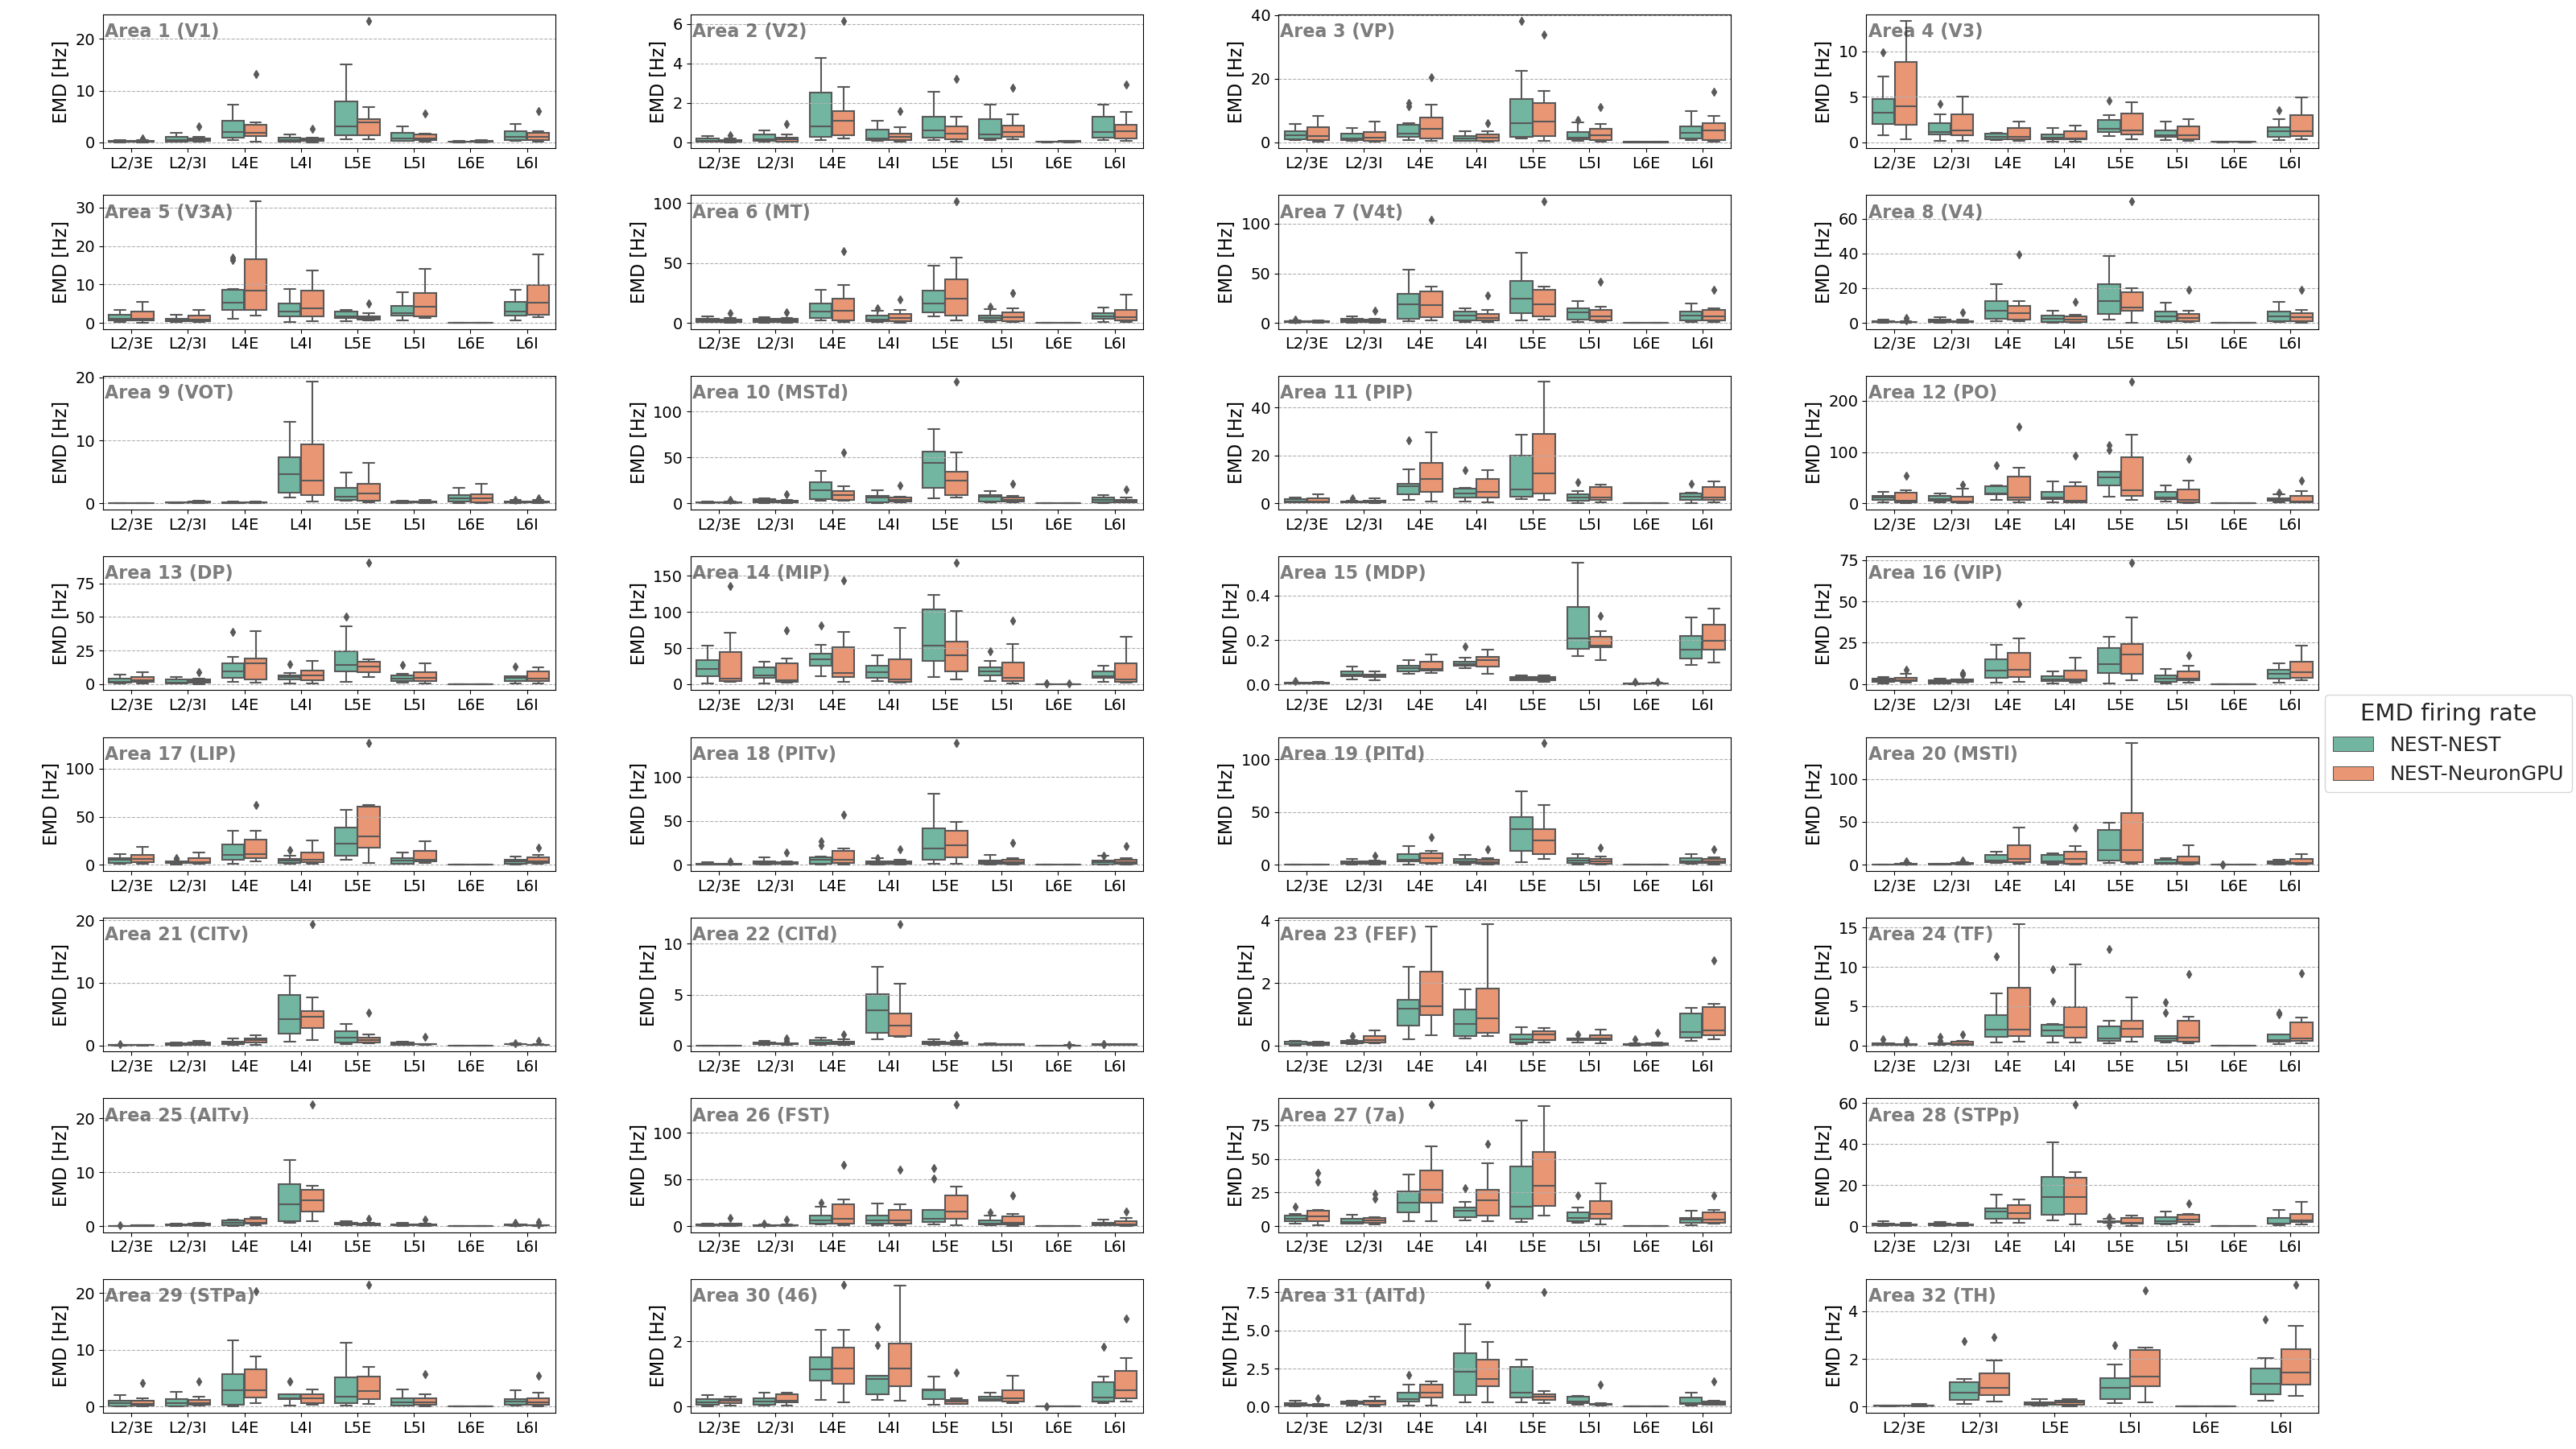 Area 1 (V1)
EMD [Hz]
20
10
0
L2/3E L2/3I L4E L4I L5E L5I L6E L6I
Area 2 (V2)
EMD [Hz]
6
4
2
0
L2/3E L2/3I L4E L4I L5E L5I L6E L6I
Area 3 (VP)
EMD [Hz]
40
20
0
L2/3E L2/3I L4E L4I L5E L5I L6E L6I
Area 4 (V3)
EMD [Hz]
10
5
0
L2/3E L2/3I L4E L4I L5E L5I L6E L6I
Area 5 (V3A)
EMD [Hz]
30
20
10
0
L2/3E L2/3I L4E L4I L5E L5I L6E L6I
Area 6 (MT)
EMD [Hz]
100
50
0
L2/3E L2/3I L4E L4I L5E L5I L6E L6I
Area 7 (V4t)
EMD [Hz]
100
50
0
L2/3E L2/3I L4E L4I L5E L5I L6E L6I
Area 8 (V4)
EMD [Hz]
60
40
20
0
L2/3E L2/3I L4E L4I L5E L5I L6E L6I
Area 9 (VOT)
EMD [Hz]
20
10
0
L2/3E L2/3I L4E L4I L5E L5I L6E L6I
Area 10 (MSTd)
EMD [Hz]
100
50
0
L2/3E L2/3I L4E L4I L5E L5I L6E L6I
Area 11 (PIP)
EMD [Hz]
40
20
0
L2/3E L2/3I L4E L4I L5E L5I L6E L6I
Area 12 (PO)
EMD [Hz]
200
100
0
L2/3E L2/3I L4E L4I L5E L5I L6E L6I
Area 13 (DP)
EMD [Hz]
75
50
25
0
L2/3E L2/3I L4E L4I L5E L5I L6E L6I
Area 14 (MIP)
EMD [Hz]
150
100
50
0
L2/3E L2/3I L4E L4I L5E L5I L6E L6I
Area 15 (MDP)
EMD [Hz]
0.4
0.2
0.0
L2/3E L2/3I L4E L4I L5E L5I L6E L6I
Area 16 (VIP)
EMD [Hz]
75
50
25
0
L2/3E L2/3I L4E L4I L5E L5I L6E L6I
EMD firing rate
NEST-NEST
NEST-NeuronGPU
Area 17 (LIP)
EMD [Hz]
100
50
0
L2/3E L2/3I L4E L4I L5E L5I L6E L6I
Area 18 (PITv)
EMD [Hz]
100
50
0
L2/3E L2/3I L4E L4I L5E L5I L6E L6I
Area 19 (PITd)
EMD [Hz]
100
50
0
L2/3E L2/3I L4E L4I L5E L5I L6E L6I
Area 20 (MSTl)
EMD [Hz]
100
50
0
L2/3E L2/3I L4E L4I L5E L5I L6E L6I
Area 21 (CITv)
EMD [Hz]
20
10
0
L2/3E L2/3I L4E L4I L5E L5I L6E L6I
Area 22 (CITd)
EMD [Hz]
10
5
0
L2/3E L2/3I L4E L4I L5E L5I L6E L6I
Area 23 (FEF)
EMD [Hz]
4
2
0
L2/3E L2/3I L4E L4I L5E L5I L6E L6I
Area 24 (TF)
EMD [Hz]
15
10
5
0
L2/3E L2/3I L4E L4I L5E L5I L6E L6I
Area 25 (AITv)
EMD [Hz]
20
10
0
L2/3E L2/3I L4E L4I L5E L5I L6E L6I
Area 26 (FST)
EMD [Hz]
100
50
0
L2/3E L2/3I L4E L4I L5E L5I L6E L6I
Area 27 (7a)
EMD [Hz]
75
50
25
0
L2/3E L2/3I L4E L4I L5E L5I L6E L6I
Area 28 (STPp)
EMD [Hz]
60
40
20
0
L2/3E L2/3I L4E L4I L5E L5I L6E L6I
Area 29 (STPa)
EMD [Hz]
20
10
0
L2/3E L2/3I L4E L4I L5E L5I L6E L6I
Area 30 (46)
EMD [Hz]
2
0
L2/3E L2/3I L4E L4I L5E L5I L6E L6I
Area 31 (AITd)
EMD [Hz]
7.5
5.0
2.5
0.0
L2/3E L2/3I L4E L4I L5E L5I L6E L6I
Area 32 (TH)
EMD [Hz]
4
2
0
L2/3E L2/3I L5E L5I L6E L6I